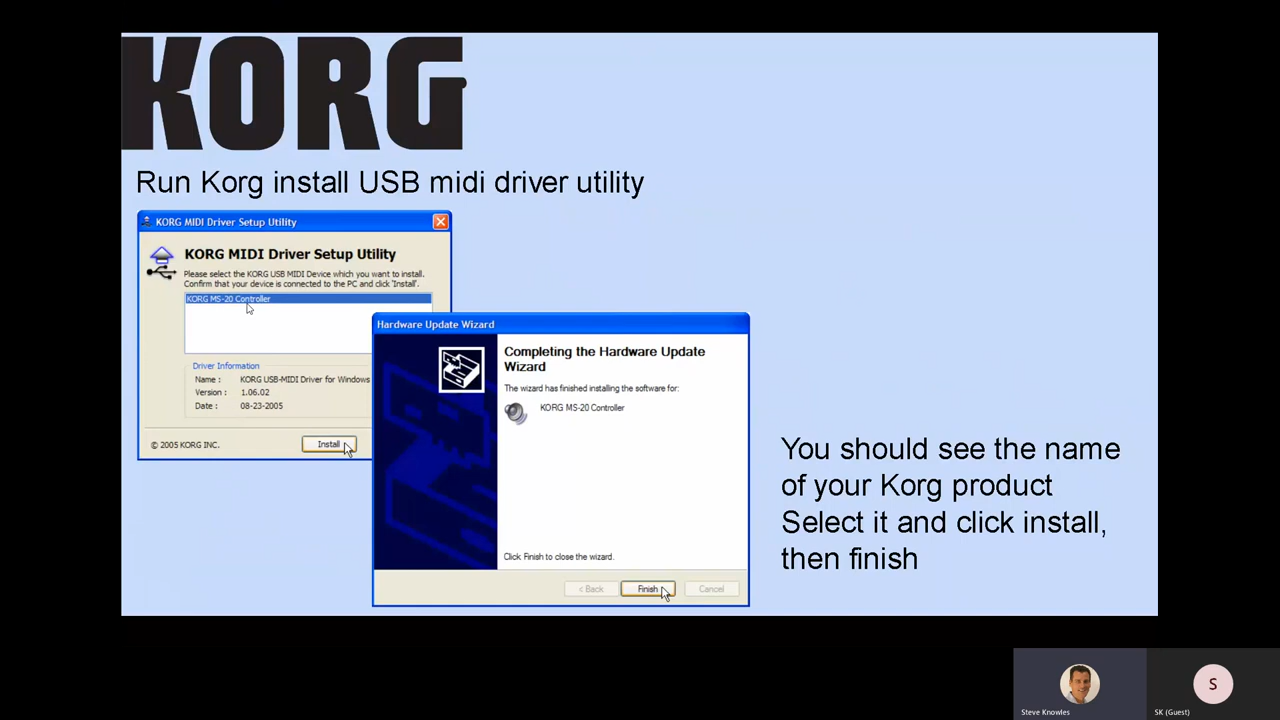 KORG
Run Korg install USB midi driver utility
KORG MIDI Driver Setup Utility
KORG MIDI Driver Setup Utility
Please select the KORG USB MIDI Device which you want to install.
Confirm that your device is connected to the PC and click 'Install'.
KORG MS-20 Controller
Driver Information
Name : KORG USB-MIDI Driver for Windows
Version : 1.06.02
Date : 08-23-2005
© 2005 KORG INC.
Install
Hardware Update Wizard
Completing the Hardware Update
Wizard
The wizard has finished installing the software for:
KORG MS-20 Controller
Click Finish to close the wizard.
< Back
Finish
Cancel
You should see the name
of your Korg product
Select it and click install,
then finish
Steve Knowles
S
SK (Guest)